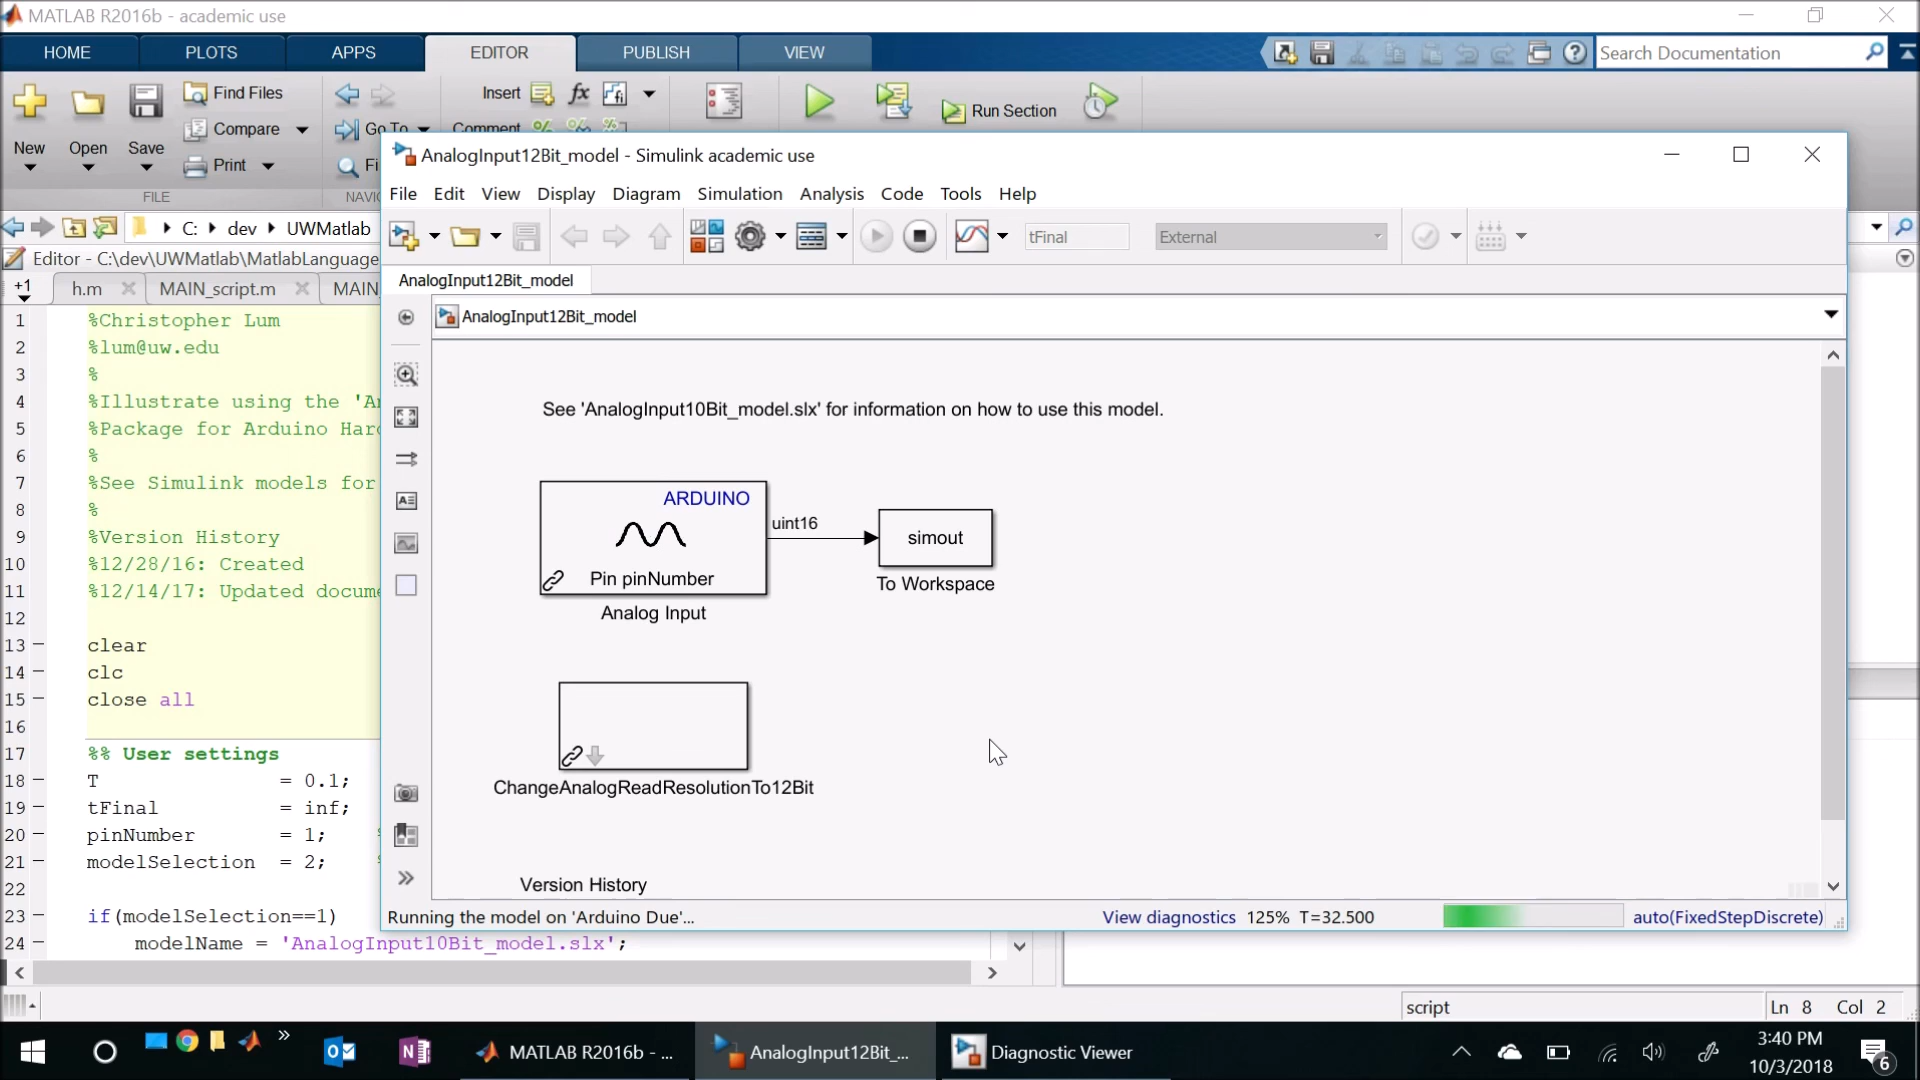 MATLAB R2016b - academic use
HOME PLOTS APPS EDITOR PUBLISH VIEW
Search Documentation
New
Open
Save
Find Files
Compare
Print
FILE
Insert
Comment
Go To
Fi
NAVIG
Run Section
C: dev UWMatlab
Editor - C:\dev\UWMatlab\MatlabLanguage
+1 h.m MAIN_script.m MAIN_
1 %Christopher Lum
2 %lum@uw.edu
3 %
4 %Illustrate using the 'A
5 %Package for Arduino Har
6 %
7 %See Simulink models for
8 %
9 %Version History
10 %12/28/16: Created
11 %12/14/17: Updated docume
12
13 clear
14 clc
15 close all
16
17 %% User settings
18 T = 0.1;
19 tFinal = inf;
20 pinNumber = 1; %
21 modelSelection = 2; %
22
23 if(modelSelection==1)
24 modelName = 'AnalogInput10Bit_model.slx';
AnalogInput12Bit_model - Simulink academic use
File Edit View Display Diagram Simulation Analysis Code Tools Help
tFinal External
AnalogInput12Bit_model
AnalogInput12Bit_model
See 'AnalogInput10Bit_model.slx' for information on how to use this model.
ARDUINO
Pin pinNumber
Analog Input
uint16
simout
To Workspace
ChangeAnalogReadResolutionTo12Bit
Version History
Running the model on 'Arduino Due'... View diagnostics 125% T=32.500 auto(FixedStepDiscrete)
script Ln 8 Col 2
MATLAB R2016b - ... AnalogInput12Bit_... Diagnostic Viewer
3:40 PM
10/3/2018
6